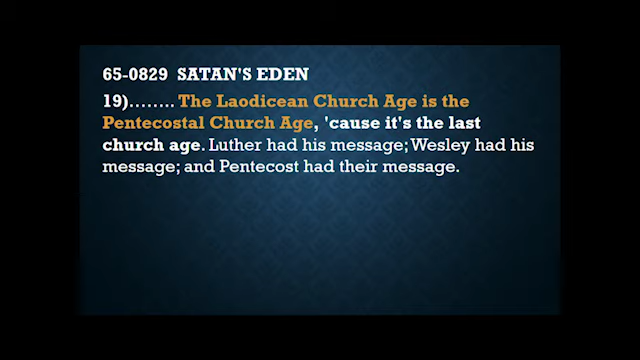 65-0829 SATAN'S EDEN
19)........ The Laodicean Church Age is the
Pentecostal Church Age, 'cause it's the last
church age. Luther had his message; Wesley had his
message; and Pentecost had their message.